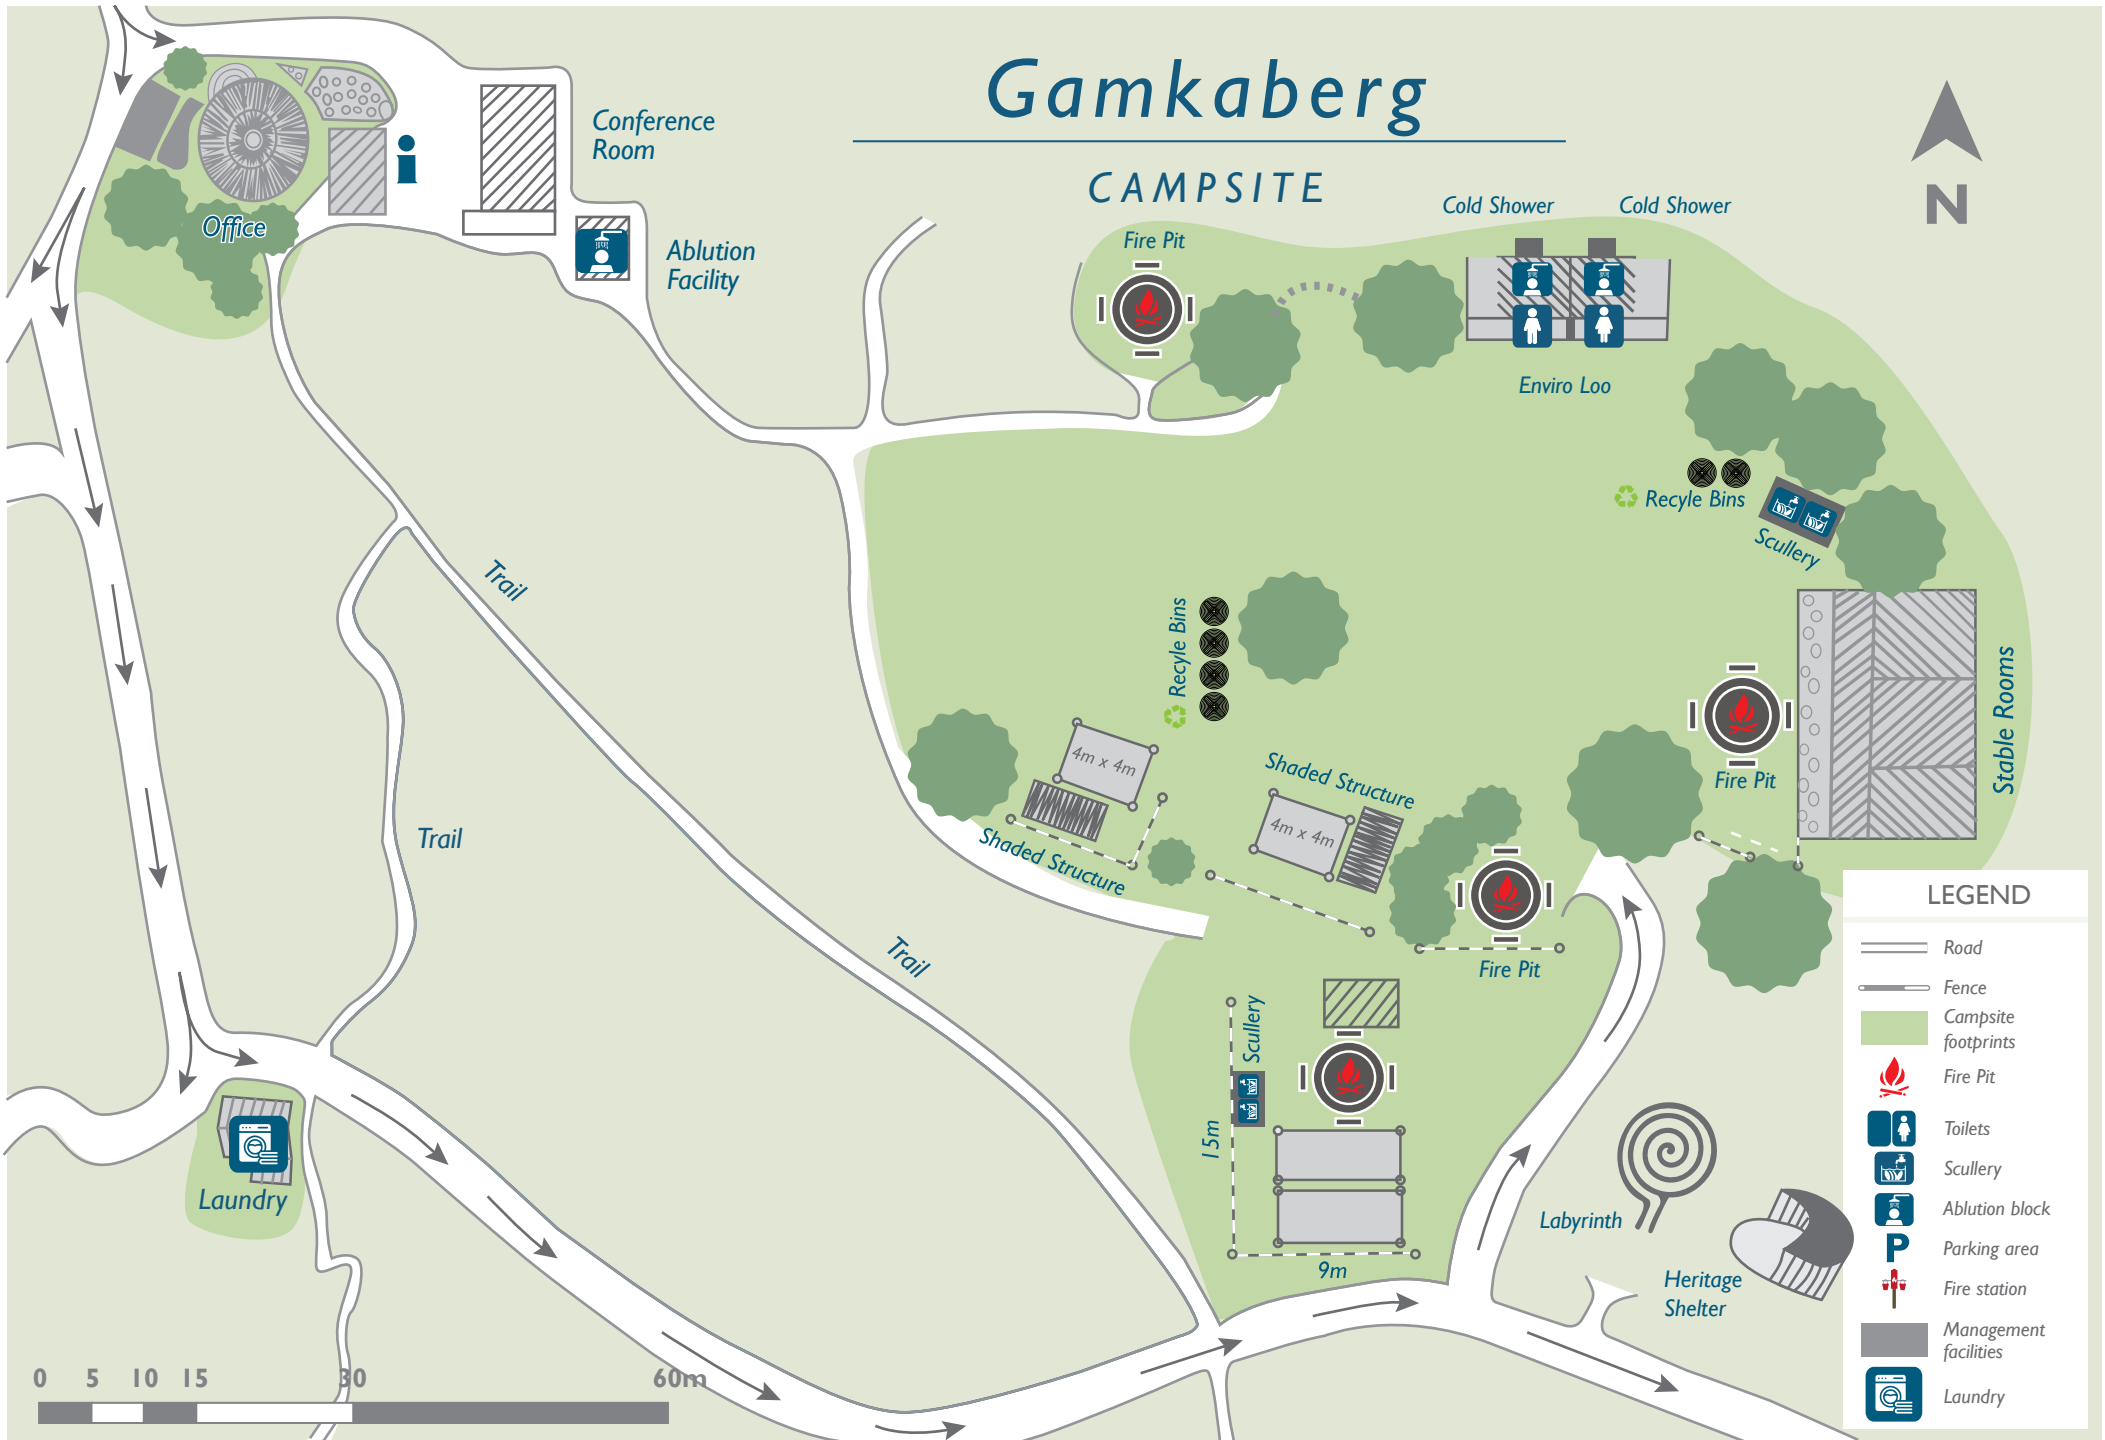 Gamkaberg
CAMPSITE
N
Conference
Room
Office
Ablution
Facility
Cold Shower
Cold Shower
Fire Pit
Enviro Loo
Recyle Bins
Scullery
Trail
Recyle Bins
Stable Rooms
4m x 4m
Shaded Structure
Shaded Structure
4m x 4m
Fire Pit
Trail
Trail
Fire Pit
Scullery
15m
9m
Laundry
Labyrinth
Heritage
Shelter
LEGEND
Road
Fence
Campsite
footprints
Fire Pit
Toilets
Scullery
Ablution block
P Parking area
Fire station
Management
facilities
Laundry
0 5 10 15 30 60m